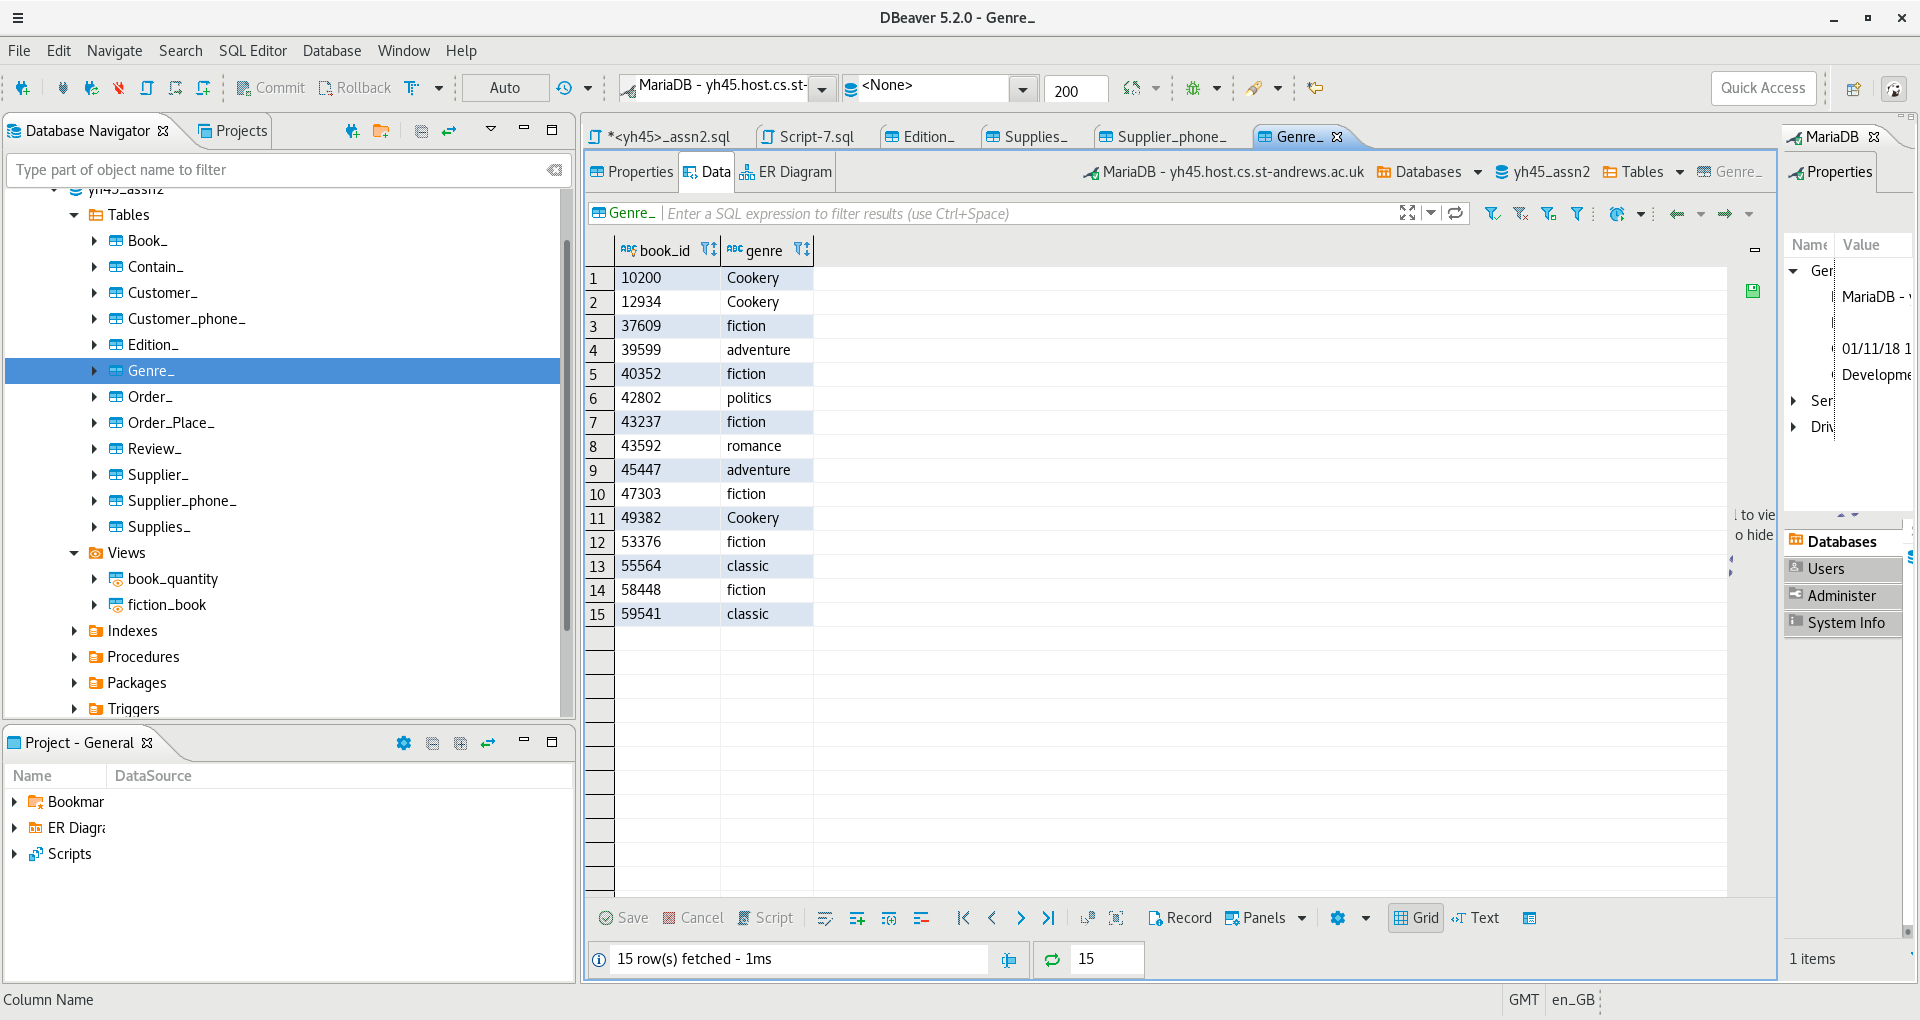 DBeaver 5.2.0 - Genre_
File Edit Navigate Search SQL Editor Database Window Help
Commit Rollback Auto MariaDB - yh45.host.cs.st- <None> 200 Quick Access
Database Navigator Projects
Type part of object name to filter
yh45_assn2
Tables
Book_
Contain_
Customer_
Customer_phone_
Edition_
Genre_
Order_
Order_Place_
Review_
Supplier_
Supplier_phone_
Supplies_
Views
book_quantity
fiction_book
Indexes
Procedures
Packages
Triggers
Project - General
Name DataSource
Bookmar
ER Diagra
Scripts
*<yh45>_assn2.sql Script-7.sql Edition_ Supplies_ Supplier_phone_ Genre_
Properties Data ER Diagram MariaDB - yh45.host.cs.st-andrews.ac.uk Databases yh45_assn2 Tables Genre_
Genre_ Enter a SQL expression to filter results (use Ctrl+Space)
ABC book_id ABC genre
1 10200 Cookery
2 12934 Cookery
3 37609 fiction
4 39599 adventure
5 40352 fiction
6 42802 politics
7 43237 fiction
8 43592 romance
9 45447 adventure
10 47303 fiction
11 49382 Cookery
12 53376 fiction
13 55564 classic
14 58448 fiction
15 59541 classic
to vie
o hide
Save Cancel Script Record Panels Grid Text
15 row(s) fetched - 1ms 15
MariaDB
Properties
Name Value
Ger
MariaDB -
01/11/18 1
Developme
Ser
Driv
Databases
Users
Administer
System Info
1 items
Column Name GMT en_GB